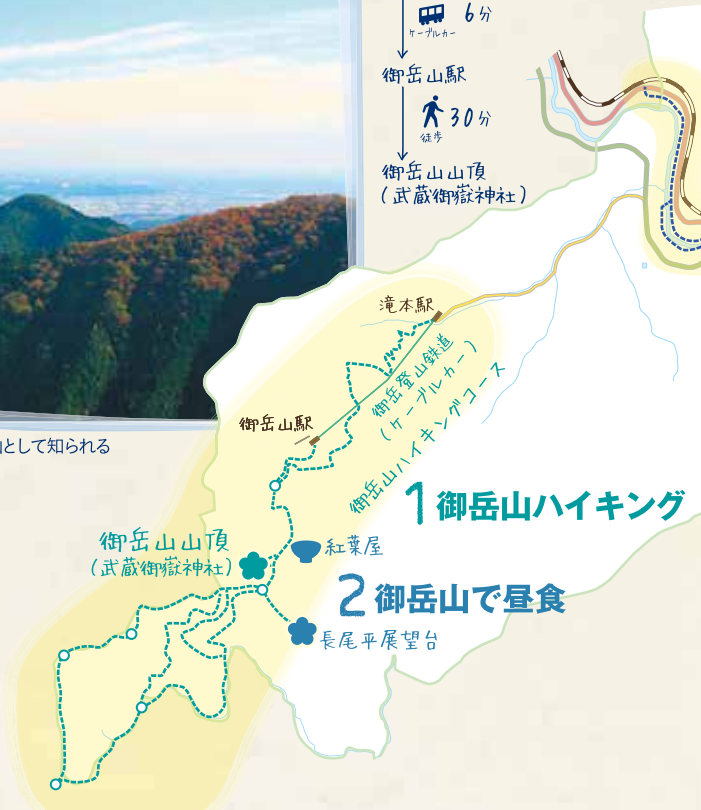 6分
ケーブルカー
御岳山駅
30分
徒歩
御岳山山頂
（武蔵御嶽神社）
滝本駅
御岳登山鉄道
（ケーブルカー）
御岳山駅
御岳山ハイキングコース
として知られる
1 御岳山ハイキング
御岳山山頂
（武蔵御嶽神社）
紅葉屋
2 御岳山で昼食
長尾平展望台